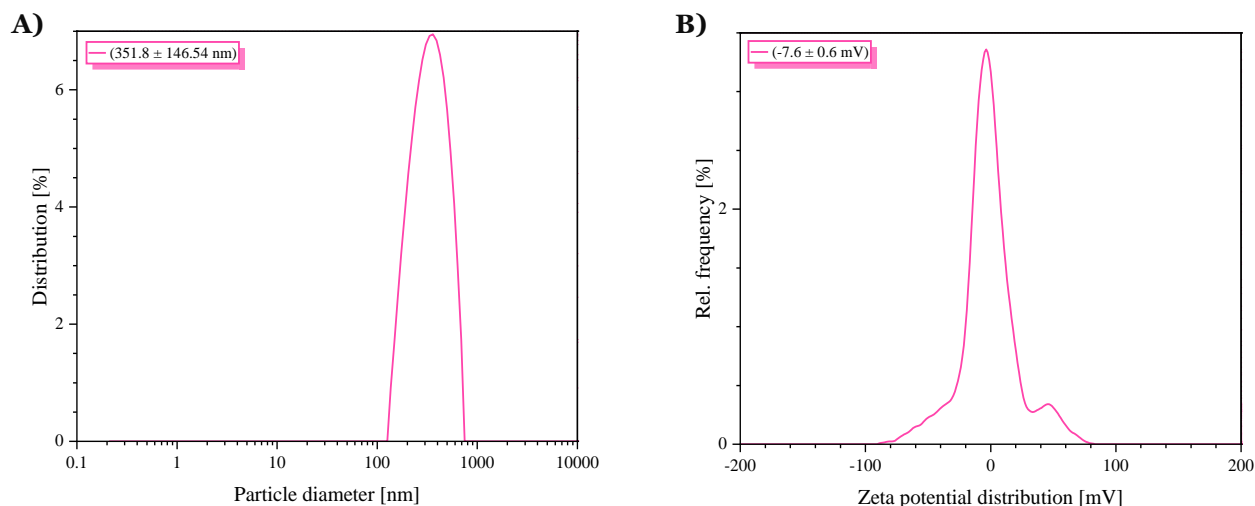 A)
(351.8 ± 146.54 nm)
Distribution [%]
6
4
2
0
0.1 1 10 100 1000 10000
Particle diameter [nm]
B)
(-7.6 ± 0.6 mV)
Rel. frequency [%]
2
0
-200 -100 0 100 200
Zeta potential distribution [mV]